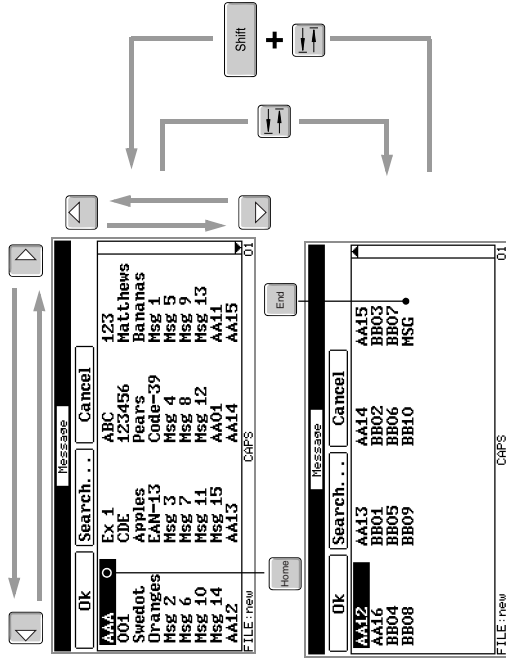 Message
Ok Search... Cancel
AAA Ex 1 ABC 123
001 CDE 123456 Matthews
Swedot Apples Pears Bananas
Oranges EAN-13 Code-39 Msg 1
Msg 2 Msg 3 Msg 4 Msg 5
Msg 6 Msg 7 Msg 8 Msg 9
Msg 10 Msg 11 Msg 12 Msg 13
Msg 14 Msg 15 AA01 AA11
AA12 AA13 AA14 AA15
FILE:new CAPS 01
Home
End
Shift +
Message
Ok Search... Cancel
AA12 AA13 AA14 AA15
AA16 BB01 BB02 BB03
BB04 BB05 BB06 BB07
BB08 BB09 BB10 MSG
FILE:new CAPS 01